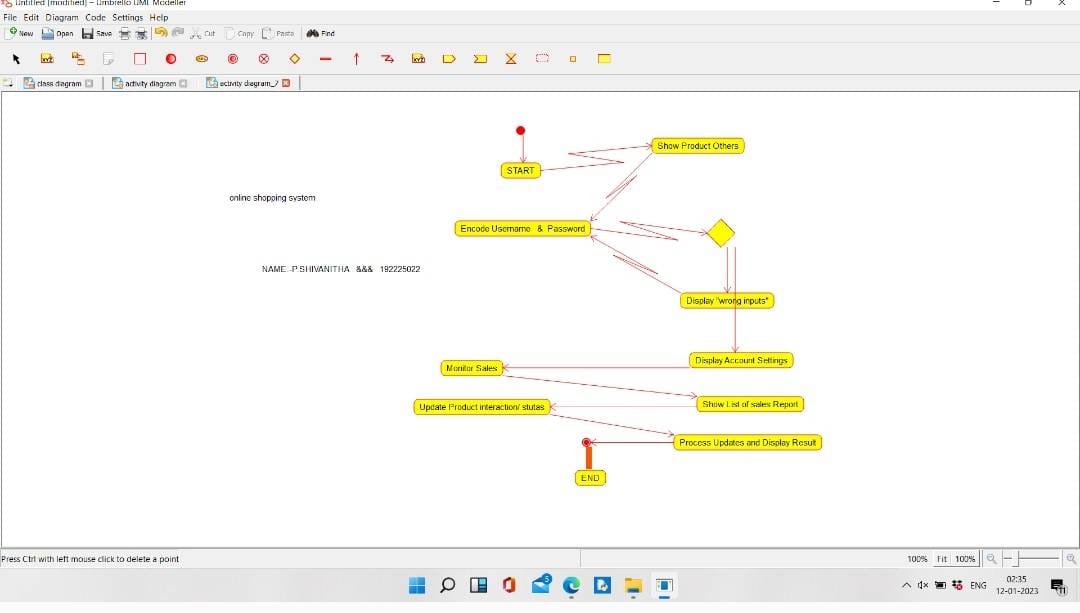 Untitled [modified] – Umbrello UML Modeller
File Edit Diagram Code Settings Help
New Open Save Cut Copy Paste Find
class diagram activity diagram activity diagram_7
Show Product Others
START
online shopping system
Encode Username & Password
NAME:-P.SHIVANITHA &&& 192225022
Display "wrong inputs"
Display Account Settings
Monitor Sales
Show List of sales Report
Update Product interaction/ stutas
Process Updates and Display Result
END
Press Ctrl with left mouse click to delete a point
100% Fit 100%
ENG
02:35
12-01-2023